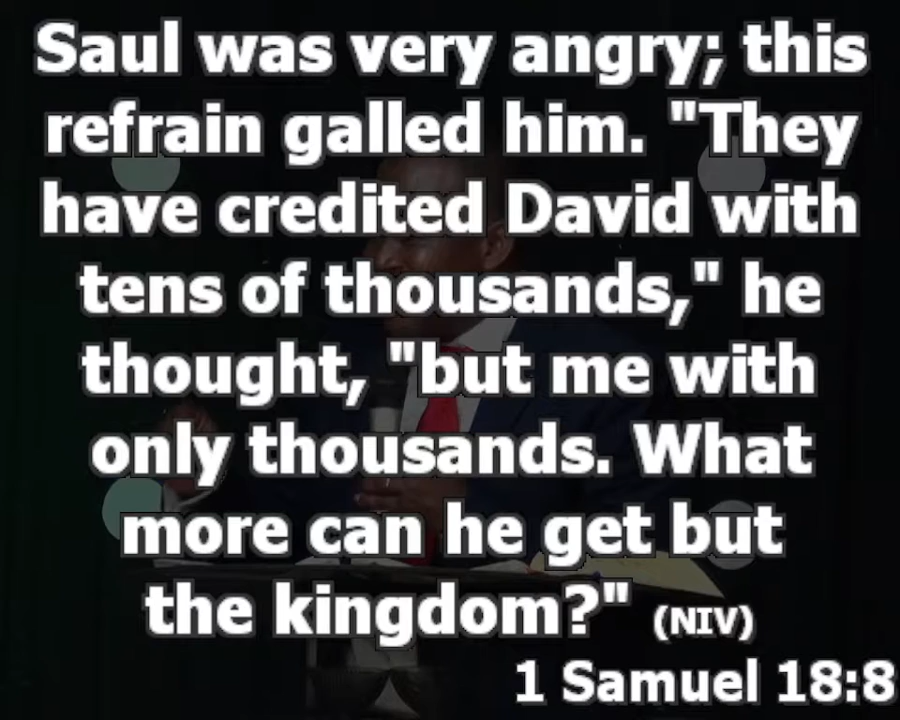 Saul was very angry; this
refrain galled him. "They
have credited David with
tens of thousands," he
thought, "but me with
only thousands. What
more can he get but
the kingdom?" (NIV)
1 Samuel 18:8